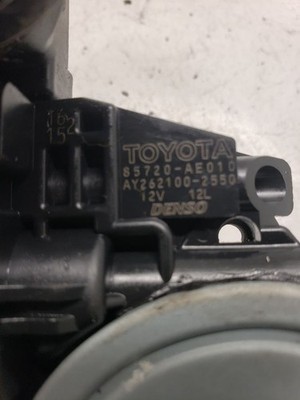 TOYOTA
85720-AE010
AY262100-2550
12V 12L
DENSO